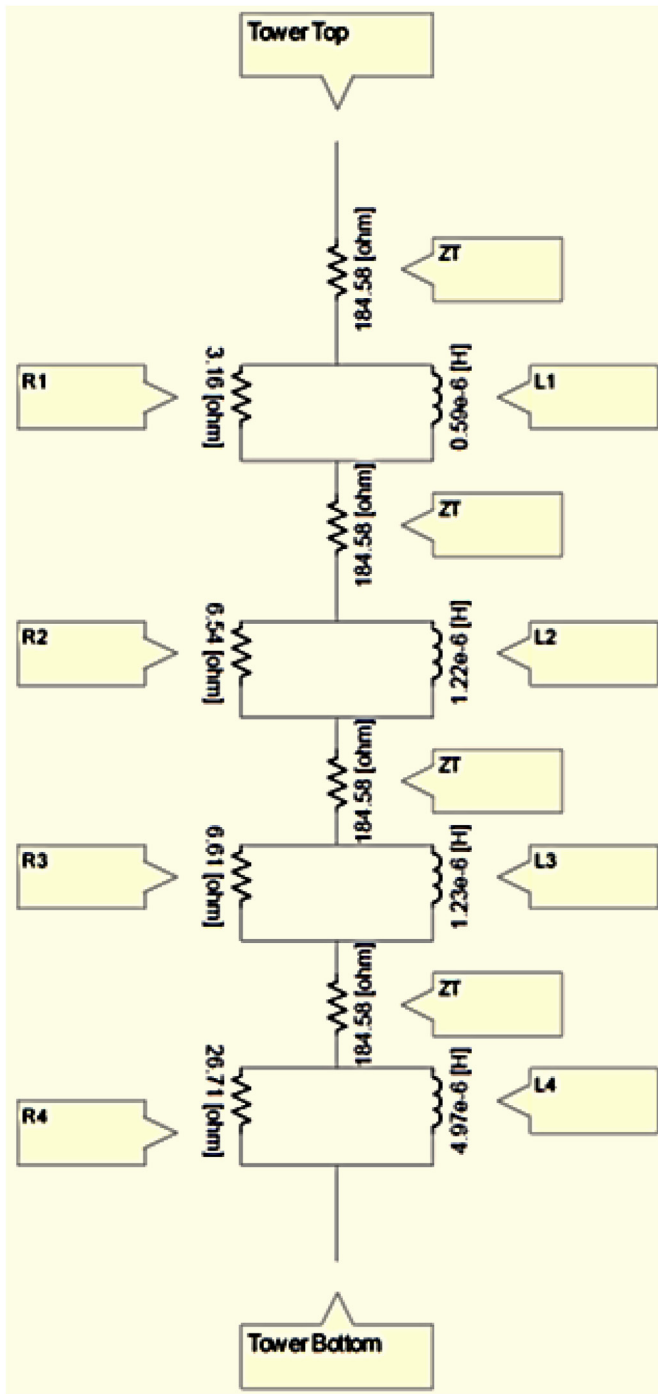 Tower Top
184.58 [ohm]
ZT
R1
3.16 [ohm]
0.59e-6 [H]
L1
184.58 [ohm]
ZT
R2
6.54 [ohm]
1.22e-6 [H]
L2
184.58 [ohm]
ZT
R3
6.61 [ohm]
1.23e-6 [H]
L3
184.58 [ohm]
ZT
R4
26.71 [ohm]
4.97e-6 [H]
L4
Tower Bottom